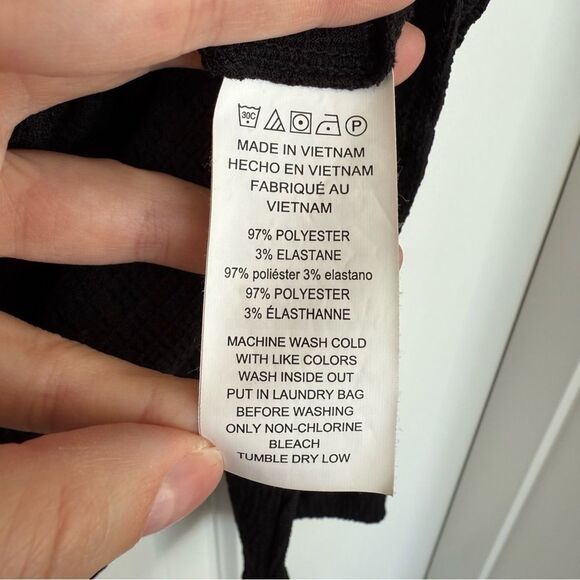 30C P
MADE IN VIETNAM
HECHO EN VIETNAM
FABRIQUÉ AU
VIETNAM
97% POLYESTER
3% ELASTANE
97% poliéster 3% elastano
97% POLYESTER
3% ÉLASTHANNE
MACHINE WASH COLD
WITH LIKE COLORS
WASH INSIDE OUT
PUT IN LAUNDRY BAG
BEFORE WASHING
ONLY NON-CHLORINE
BLEACH
TUMBLE DRY LOW